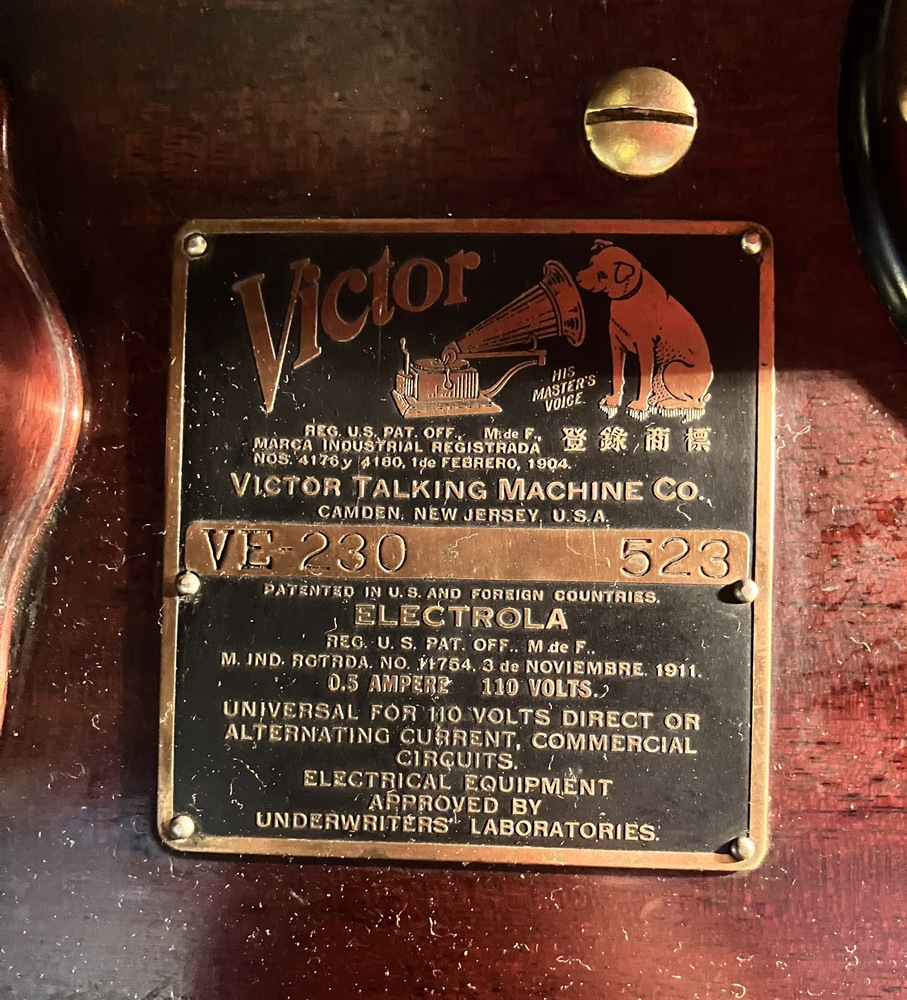 Victor
HIS
MASTER'S
VOICE
REG. U.S. PAT. OFF., M. de F.,
MARCA INDUSTRIAL REGISTRADA
NOS. 4176 y 4180, 1 de FEBRERO, 1904.
登錄商標
VICTOR TALKING MACHINE CO.,
CAMDEN, NEW JERSEY, U.S.A.
VE-230 523
PATENTED IN U.S. AND FOREIGN COUNTRIES.
ELECTROLA
REG. U.S. PAT. OFF., M. de F.,
M. IND. RGTRDA. NO. 11754, 3 de NOVIEMBRE, 1911.
0.5 AMPERE 110 VOLTS.
UNIVERSAL FOR 110 VOLTS DIRECT OR
ALTERNATING CURRENT, COMMERCIAL
CIRCUITS.
ELECTRICAL EQUIPMENT
APPROVED BY
UNDERWRITERS' LABORATORIES.